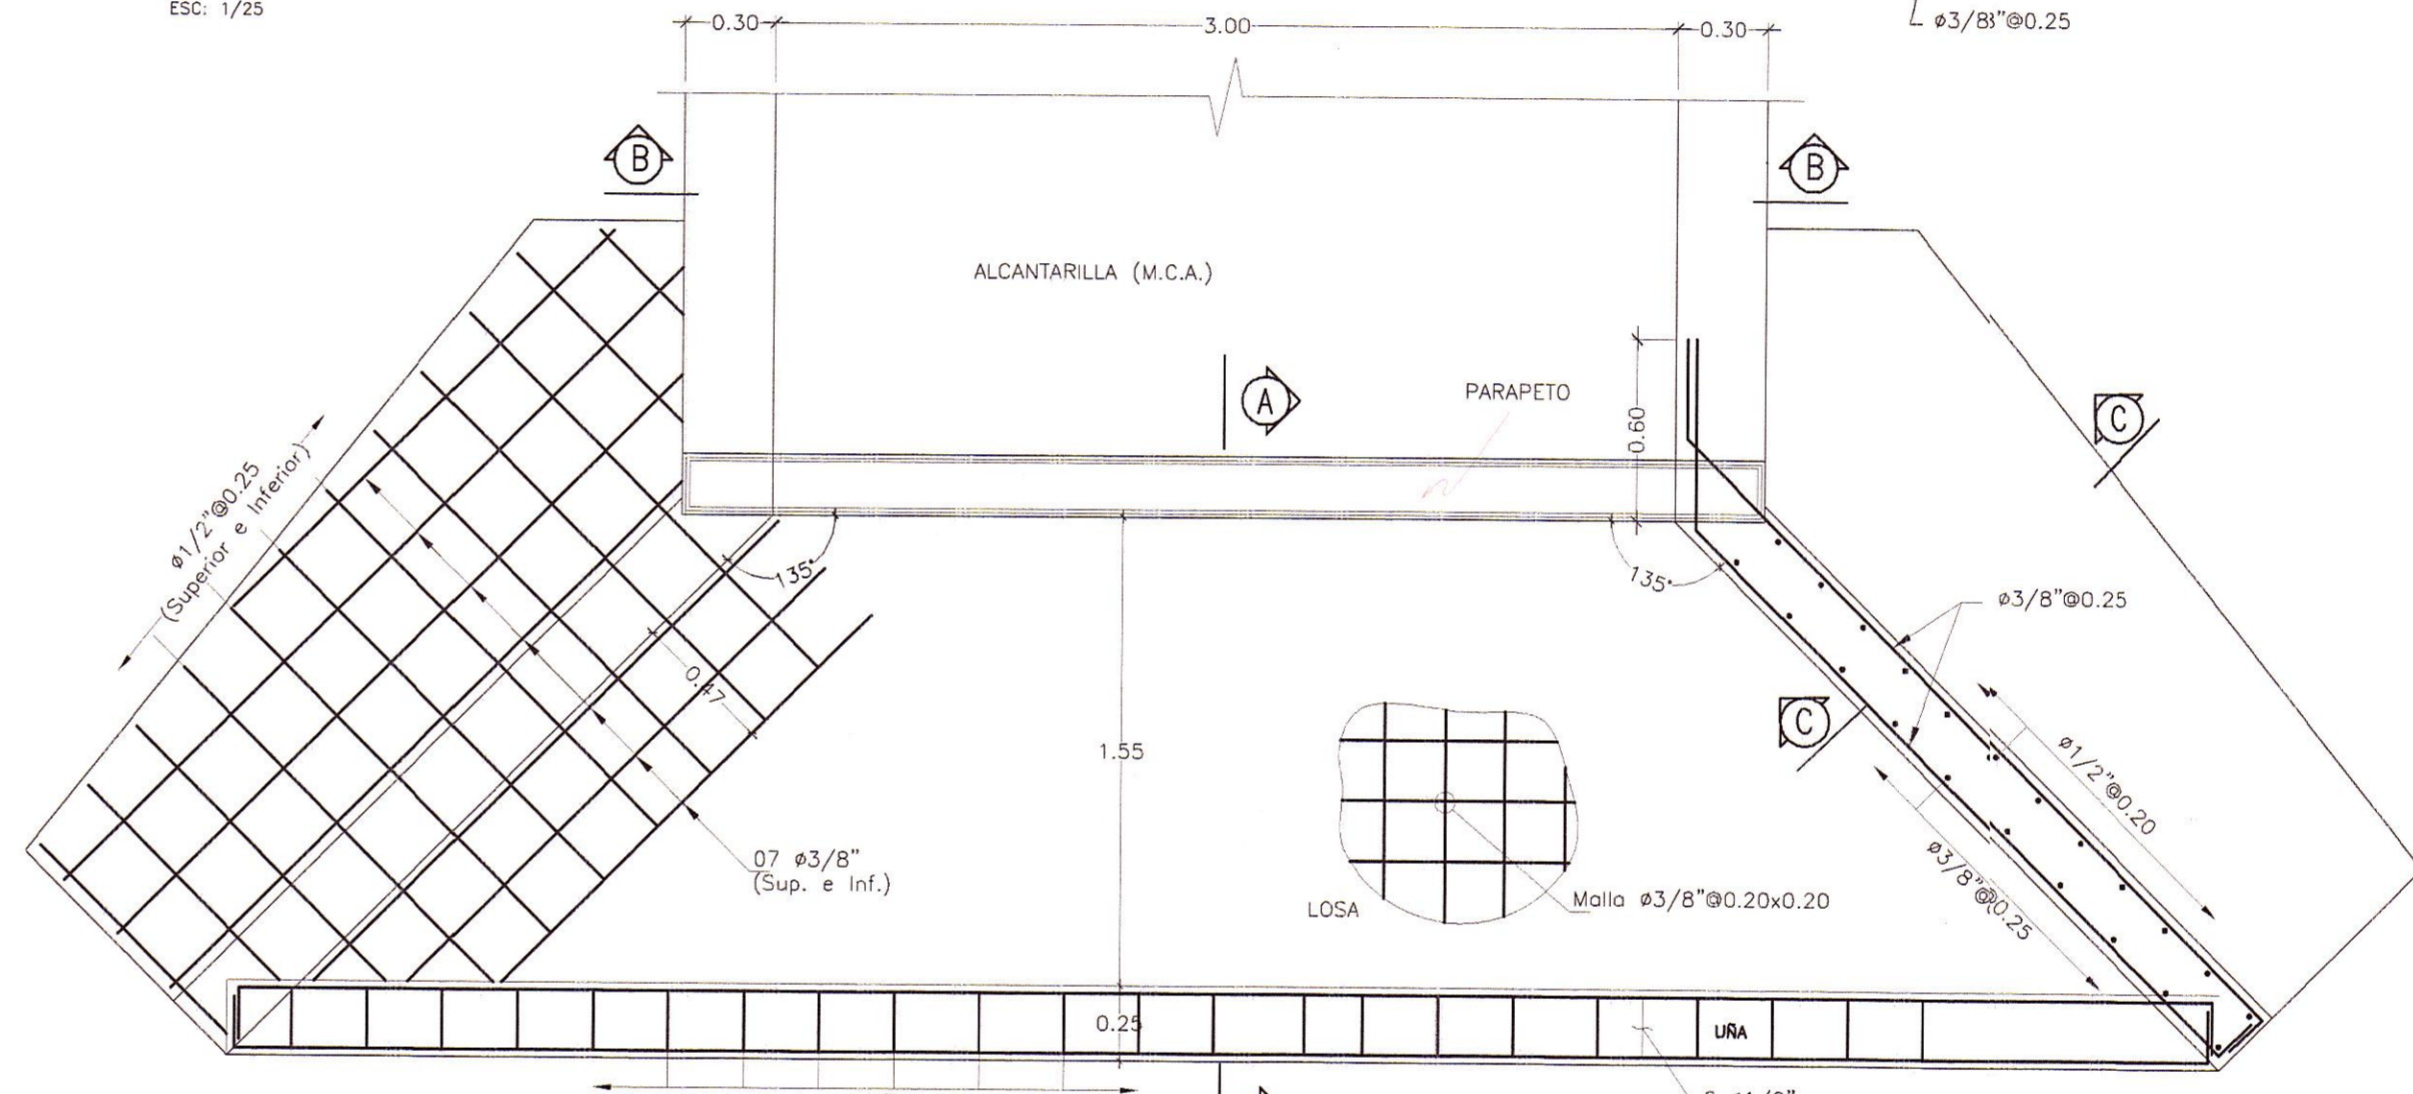 ESC: 1/25
0.30
3.00
0.30
ø3/8"@0.25
B
B
ALCANTARILLA (M.C.A.)
A
PARAPETO
0.60
C
ø1/2"@0.25
(Superior e Inferior)
135°
135°
ø3/8"@0.25
0.47
C
1.55
ø1/2"@0.20
ø3/8"@0.25
07 ø3/8"
(Sup. e Inf.)
LOSA
Malla ø3/8"@0.20x0.20
0.25
UÑA